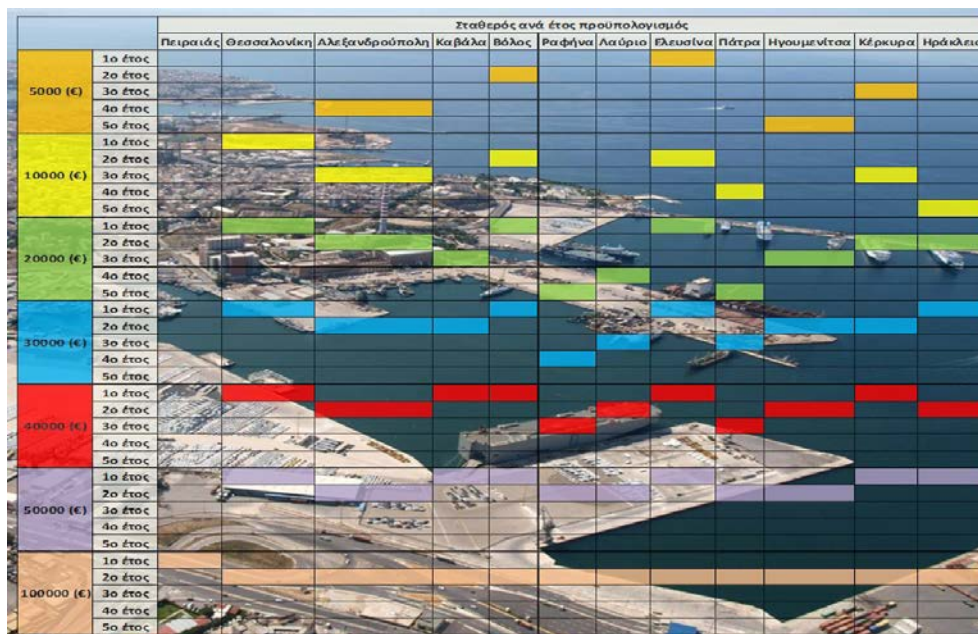 Σταθερός ανά έτος προϋπολογισμός
Πειραιάς Θεσσαλονίκη Αλεξανδρούπολη Καβάλα Βόλος Ραφήνα Λαύριο Ελευσίνα Πάτρα Ηγουμενίτσα Κέρκυρα Ηράκλειο
5000 (€)
1ο έτος
2ο έτος
3ο έτος
4ο έτος
5ο έτος
10000 (€)
1ο έτος
2ο έτος
3ο έτος
4ο έτος
5ο έτος
20000 (€)
1ο έτος
2ο έτος
3ο έτος
4ο έτος
5ο έτος
30000 (€)
1ο έτος
2ο έτος
3ο έτος
4ο έτος
5ο έτος
40000 (€)
1ο έτος
2ο έτος
3ο έτος
4ο έτος
5ο έτος
50000 (€)
1ο έτος
2ο έτος
3ο έτος
4ο έτος
5ο έτος
100000 (€)
1ο έτος
2ο έτος
3ο έτος
4ο έτος
5ο έτος